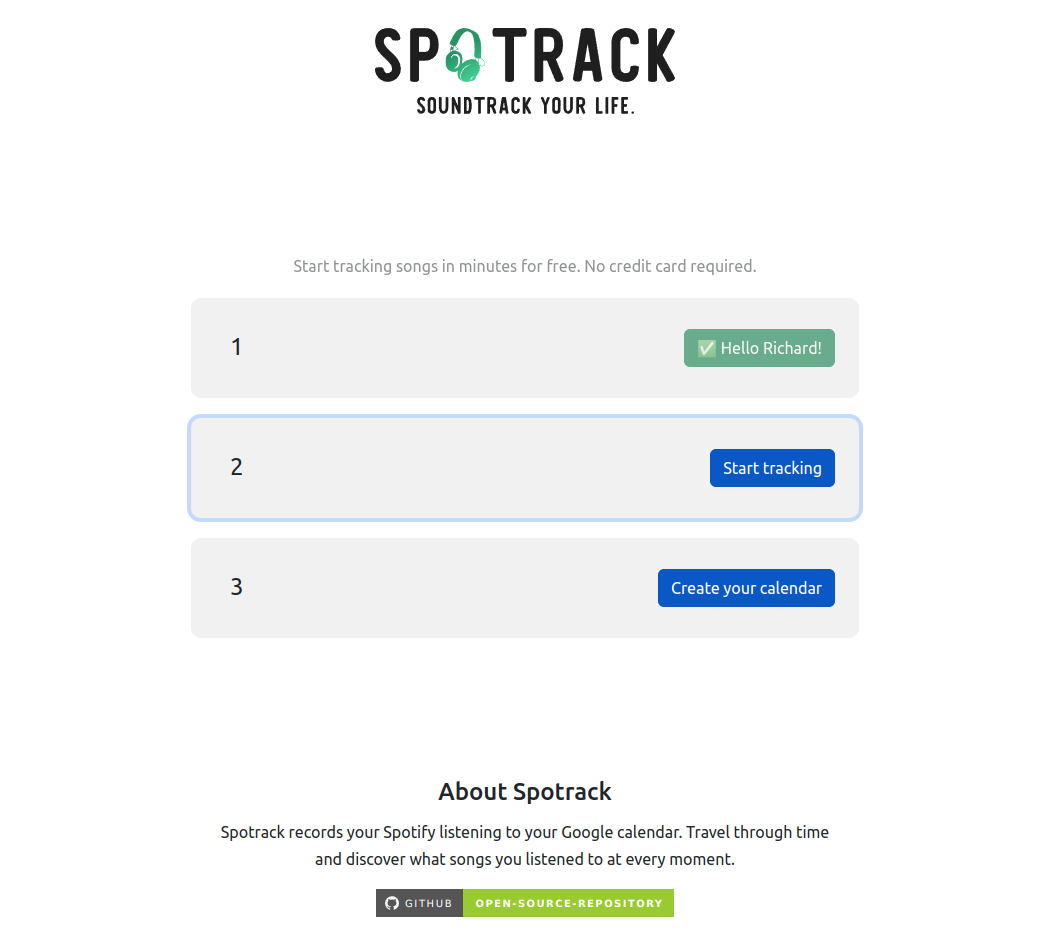 SPOTRACK
SOUNDTRACK YOUR LIFE.
Start tracking songs in minutes for free. No credit card required.
1
✅ Hello Richard!
2
Start tracking
3
Create your calendar
About Spotrack
Spotrack records your Spotify listening to your Google calendar. Travel through time
and discover what songs you listened to at every moment.
GITHUB OPEN-SOURCE-REPOSITORY